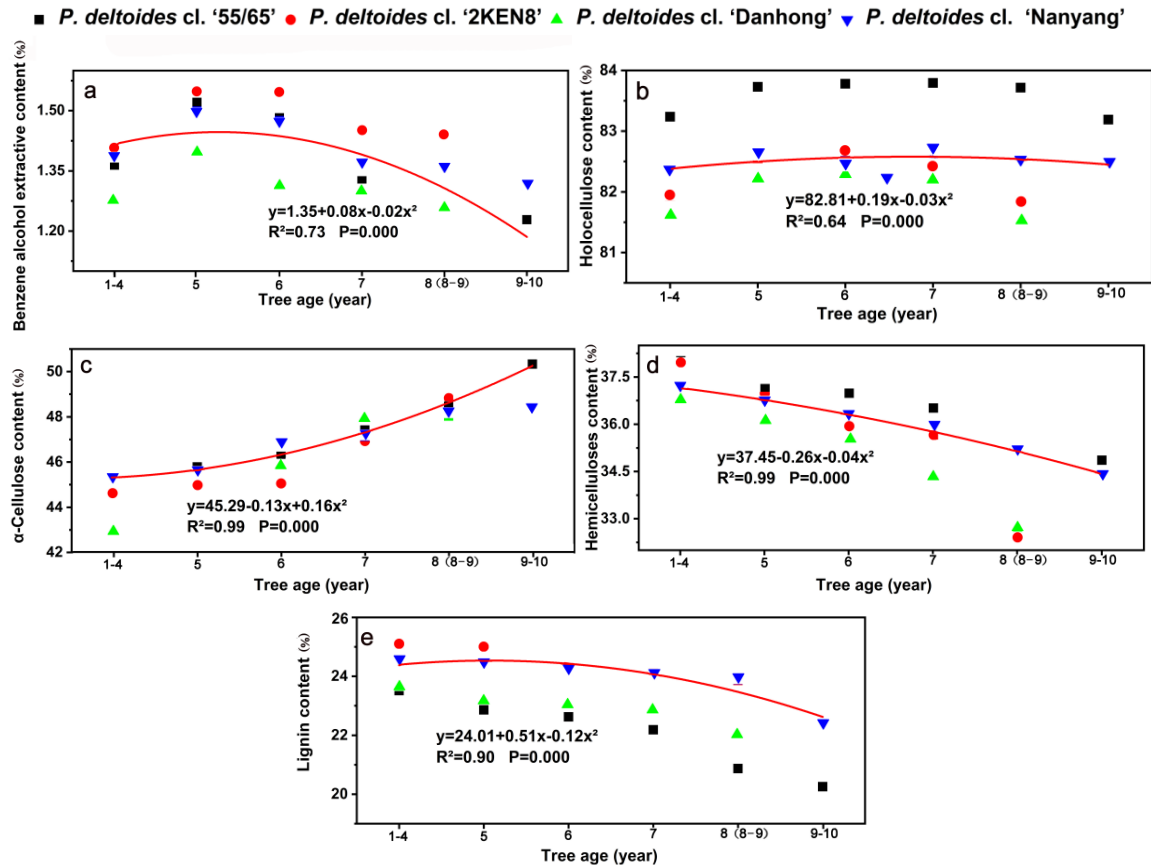 P. deltoides cl. ‘55/65’ P. deltoides cl. ‘2KEN8’ P. deltoides cl. ‘Danhong’ P. deltoides cl. ‘Nanyang’
a
Benzene alcohol extractive content (%)
1.50
1.35
1.20
y=1.35+0.08x-0.02x²
R²=0.73 P=0.000
1-4 5 6 7 8 (8-9) 9-10
Tree age (year)
b
Holocellulose content (%)
84
83
82
81
y=82.81+0.19x-0.03x²
R²=0.64 P=0.000
1-4 5 6 7 8 (8-9) 9-10
Tree age (year)
c
α-Cellulose content (%)
50
48
46
44
42
y=45.29-0.13x+0.16x²
R²=0.99 P=0.000
1-4 5 6 7 8 (8-9) 9-10
Tree age (year)
d
Hemicelluloses content (%)
37.5
36.0
34.5
33.0
y=37.45-0.26x-0.04x²
R²=0.99 P=0.000
1-4 5 6 7 8 (8-9) 9-10
Tree age (year)
e
Lignin content (%)
26
24
22
20
y=24.01+0.51x-0.12x²
R²=0.90 P=0.000
1-4 5 6 7 8 (8-9) 9-10
Tree age (year)